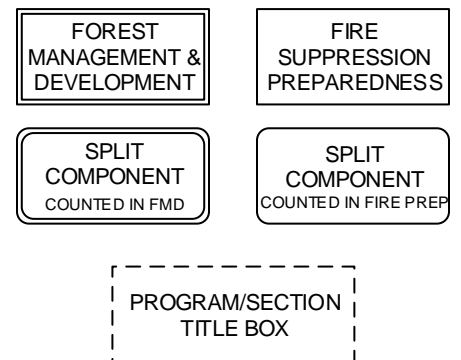 FOREST
MANAGEMENT &
DEVELOPMENT
FIRE
SUPPRESSION
PREPAREDNESS
SPLIT
COMPONENT
COUNTED IN FMD
SPLIT
COMPONENT
COUNTED IN FIRE PREP
PROGRAM/SECTION
TITLE BOX